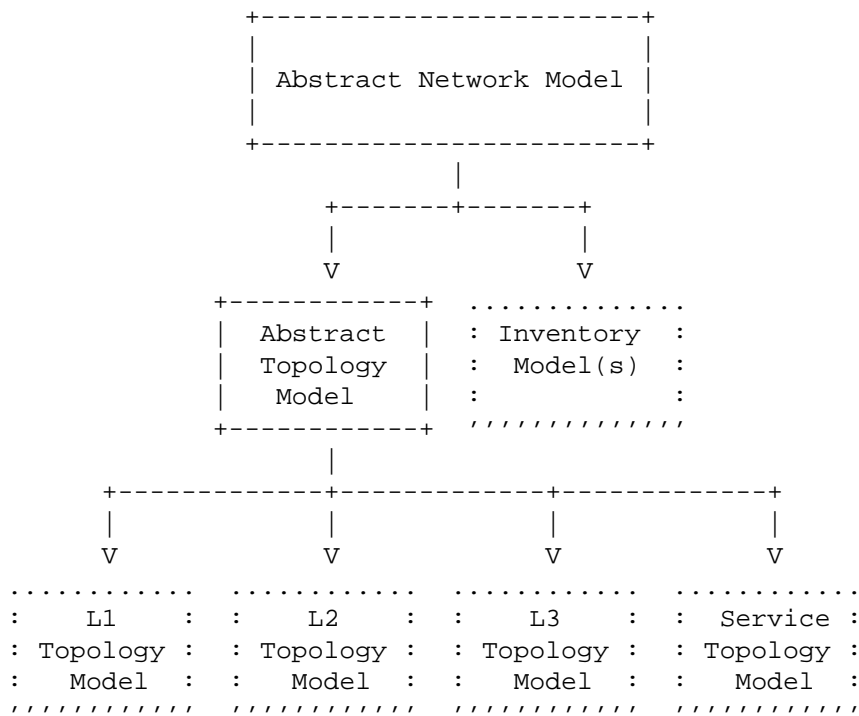 Abstract Network Model
Abstract
Topology
Model
Inventory
Model(s)
L1
Topology
Model
L2
Topology
Model
L3
Topology
Model
Service
Topology
Model